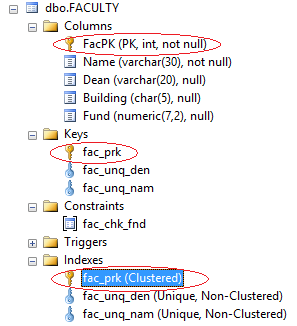 dbo.FACULTY
Columns
FacPK (PK, int, not null)
Name (varchar(30), not null)
Dean (varchar(20), null)
Building (char(5), null)
Fund (numeric(7,2), null)
Keys
fac_prk
fac_unq_den
fac_unq_nam
Constraints
fac_chk_fnd
Triggers
Indexes
fac_prk (Clustered)
fac_unq_den (Unique, Non-Clustered)
fac_unq_nam (Unique, Non-Clustered)